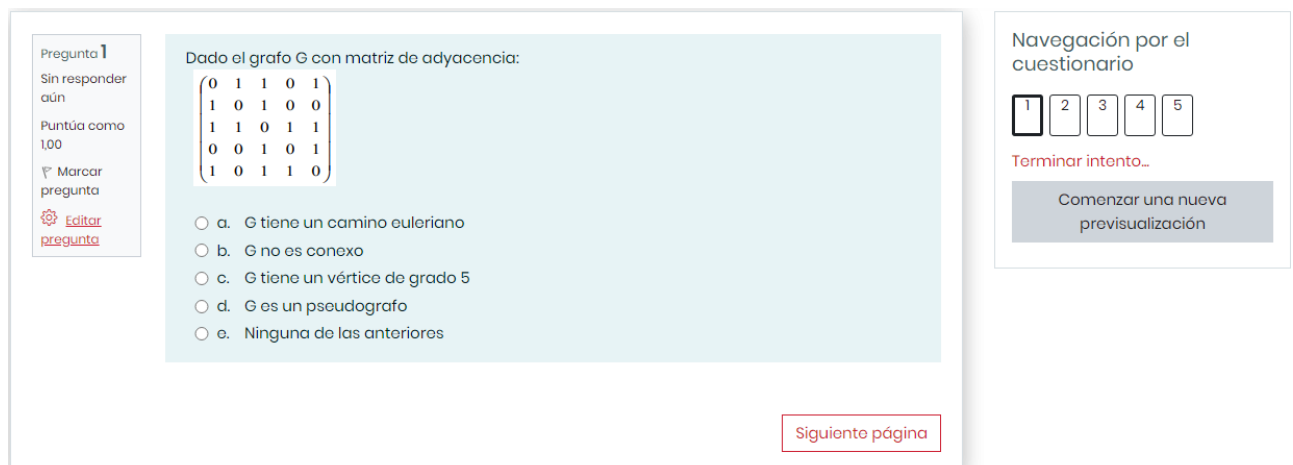 Pregunta 1
Sin responder
aún
Puntúa como
1,00
Marcar
pregunta
Editar
pregunta
Dado el grafo G con matriz de adyacencia:
0 1 1 0 1
1 0 1 0 0
1 1 0 1 1
0 0 1 0 1
1 0 1 1 0
a. G tiene un camino euleriano
b. G no es conexo
c. G tiene un vértice de grado 5
d. G es un pseudografo
e. Ninguna de las anteriores
Siguiente página
Navegación por el
cuestionario
1 2 3 4 5
Terminar intento...
Comenzar una nueva
previsualización